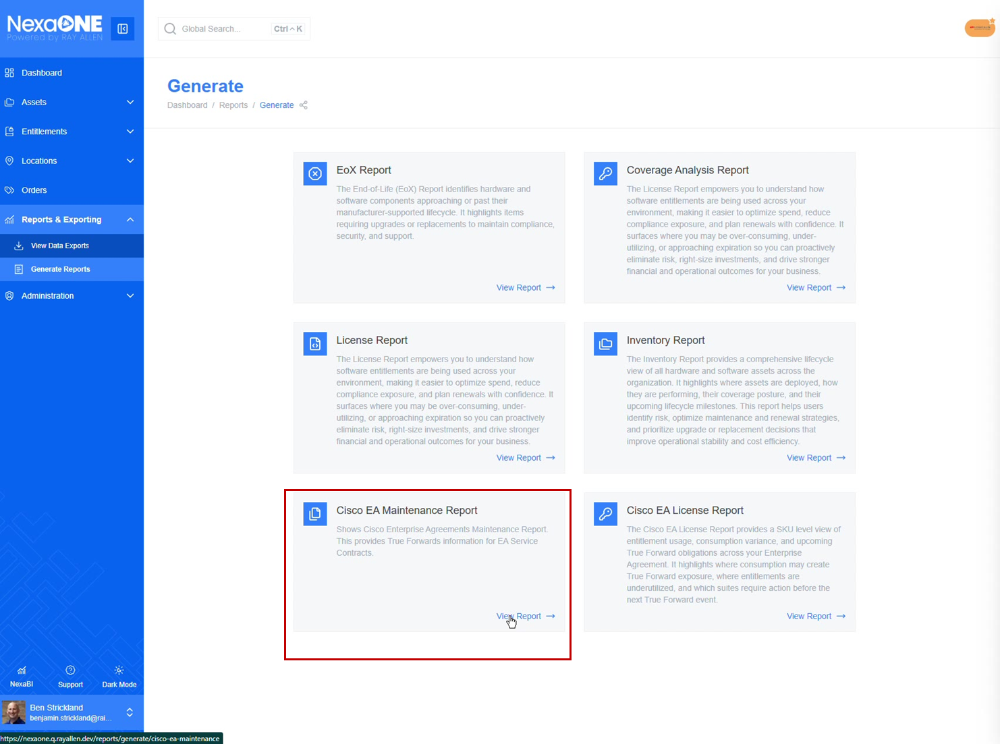 NexaONE
Powered by RAY ALLEN
Global Search...
Ctrl + K
Dashboard
Assets
Entitlements
Locations
Orders
Reports & Exporting
View Data Exports
Generate Reports
Administration
Generate
Dashboard / Reports / Generate
EoX Report
The End-of-Life (EoX) Report identifies hardware and
software components approaching or past their
manufacturer-supported lifecycle. It highlights items
requiring upgrades or replacements to maintain compliance,
security, and support.
View Report →
Coverage Analysis Report
The License Report empowers you to understand how
software entitlements are being used across your
environment, making it easier to optimize spend, reduce
compliance exposure, and plan renewals with confidence. It
surfaces where you may be over-consuming, under-
utilizing, or approaching expiration so you can proactively
eliminate risk, right-size investments, and drive stronger
financial and operational outcomes for your business.
View Report →
License Report
The License Report empowers you to understand how
software entitlements are being used across your
environment, making it easier to optimize spend, reduce
compliance exposure, and plan renewals with confidence. It
surfaces where you may be over-consuming, under-
utilizing, or approaching expiration so you can proactively
eliminate risk, right-size investments, and drive stronger
financial and operational outcomes for your business.
View Report →
Inventory Report
The Inventory Report provides a comprehensive lifecycle
view of all hardware and software assets across the
organization. It highlights where assets are deployed, how
they are performing, their coverage posture, and their
upcoming lifecycle milestones. This report helps users
identify risk, optimize maintenance and renewal strategies,
and prioritize upgrade or replacement decisions that
improve operational stability and cost efficiency.
View Report →
Cisco EA Maintenance Report
Shows Cisco Enterprise Agreements Maintenance Report.
This provides True Forwards information for EA Service
Contracts.
View Report →
Cisco EA License Report
The Cisco EA License Report provides a SKU level view of
entitlement usage, consumption variance, and upcoming
True Forward obligations across your Enterprise
Agreement. It highlights where consumption may create
True Forward exposure, where entitlements are
underutilized, and which suites require action before the
next True Forward event.
View Report →
NexaBI
Support
Dark Mode
Ben Strickland
benjamin.strickland@rai...
https://nexaone.q.rayallen.dev/reports/generate/cisco-ea-maintenance